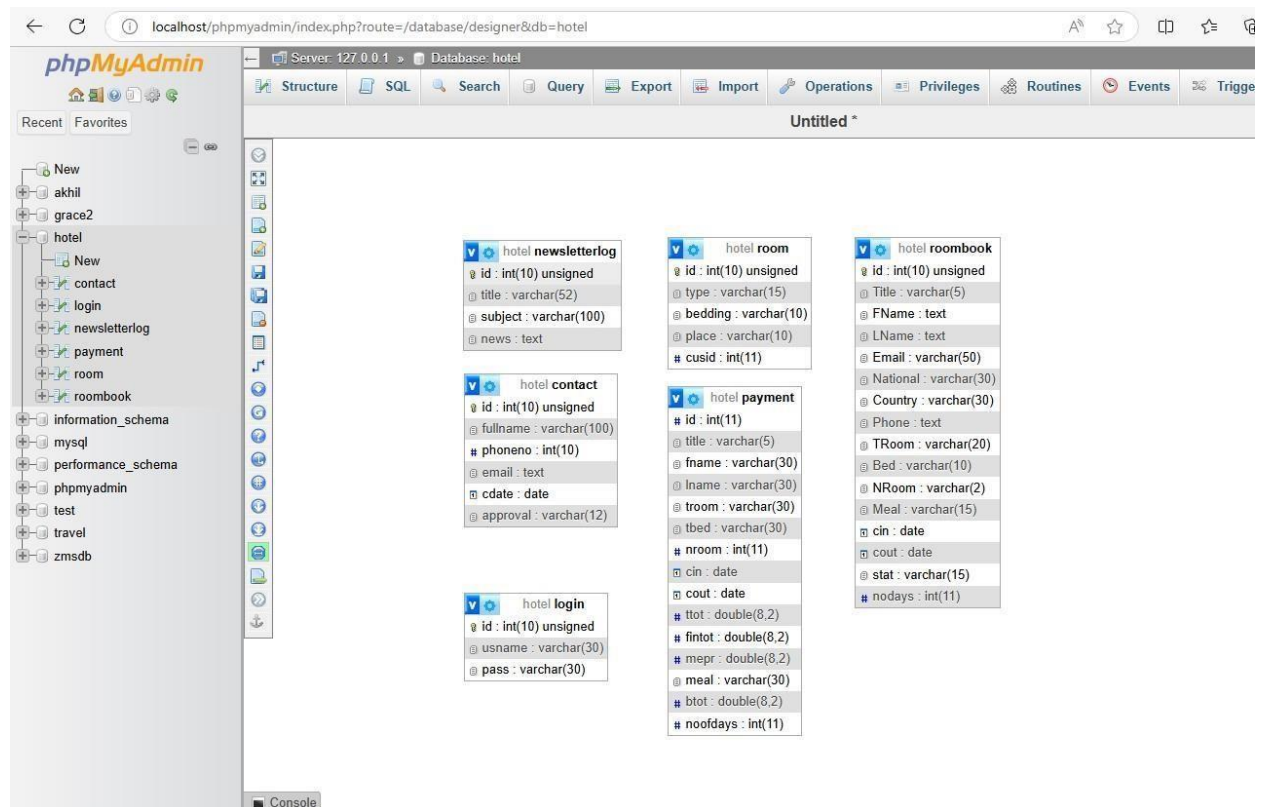 localhost/phpmyadmin/index.php?route=/database/designer&db=hotel
phpMyAdmin
Recent Favorites
New
akhil
grace2
hotel
New
contact
login
newsletterlog
payment
room
roombook
information_schema
mysql
performance_schema
phpmyadmin
test
travel
zmsdb
Server: 127.0.0.1 » Database: hotel
Structure SQL Search Query Export Import Operations Privileges Routines Events Trigge
Untitled *
hotel newsletterlog
id : int(10) unsigned
title : varchar(52)
subject : varchar(100)
news : text
hotel contact
id : int(10) unsigned
fullname : varchar(100)
phoneno : int(10)
email : text
cdate : date
approval : varchar(12)
hotel login
id : int(10) unsigned
usname : varchar(30)
pass : varchar(30)
hotel room
id : int(10) unsigned
type : varchar(15)
bedding : varchar(10)
place : varchar(10)
cusid : int(11)
hotel payment
id : int(11)
title : varchar(5)
fname : varchar(30)
lname : varchar(30)
troom : varchar(30)
tbed : varchar(30)
nroom : int(11)
cin : date
cout : date
ttot : double(8,2)
fintot : double(8,2)
mepr : double(8,2)
meal : varchar(30)
btot : double(8,2)
noofdays : int(11)
hotel roombook
id : int(10) unsigned
Title : varchar(5)
FName : text
LName : text
Email : varchar(50)
National : varchar(30)
Country : varchar(30)
Phone : text
TRoom : varchar(20)
Bed : varchar(10)
NRoom : varchar(2)
Meal : varchar(15)
cin : date
cout : date
stat : varchar(15)
nodays : int(11)
Console